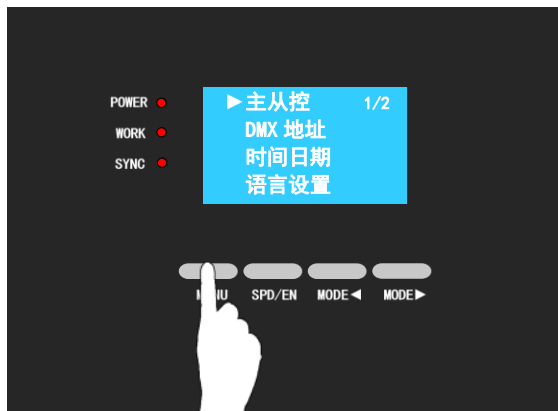 POWER
WORK
SYNC
▶主从控 1/2
DMX 地址
时间日期
语言设置
SPD/EN MODE◀ MODE▶